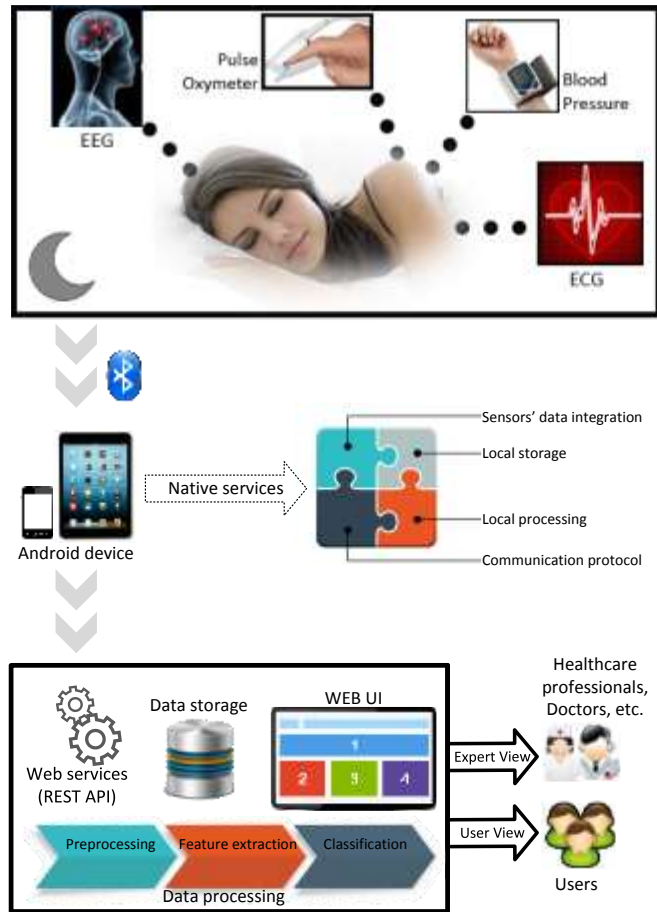 Pulse
Oxymeter
Blood
Pressure
EEG
ECG
Sensors' data integration
Local storage
Native services
Local processing
Android device
Communication protocol
Healthcare
professionals,
Doctors, etc.
WEB UI
Data storage
1
Expert View
Web services
(REST API)
2 3 4
Preprocessing Feature extraction Classification
User View
Data processing
Users